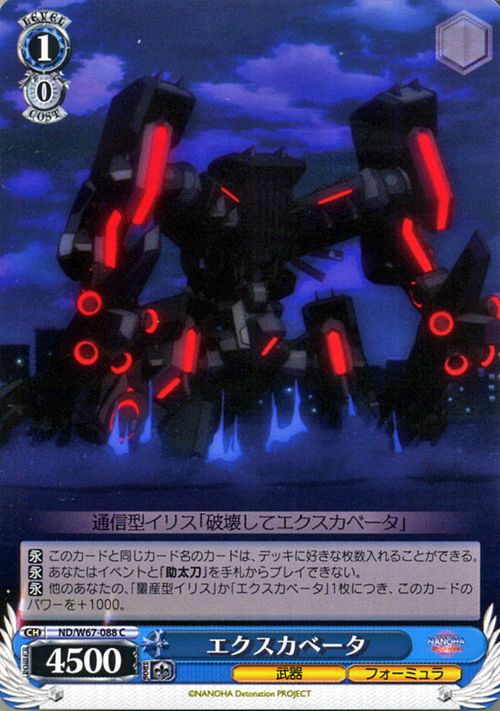 LEVEL
1
0
COST
通信型イリス「破壊してエクスカベータ」
永 このカードと同じカード名のカードは、デッキに好きな枚数入れることができる。
永 あなたはイベントと『助太刀』を手札からプレイできない。
永 他のあなたの、「量産型イリス」か「エクスカベータ」1枚につき、このカードの
パワーを+1000。
CH ND/W67-088 C
エクスカベータ
4500
武器 フォーミュラ
NANOHA
©NANOHA Detonation PROJECT